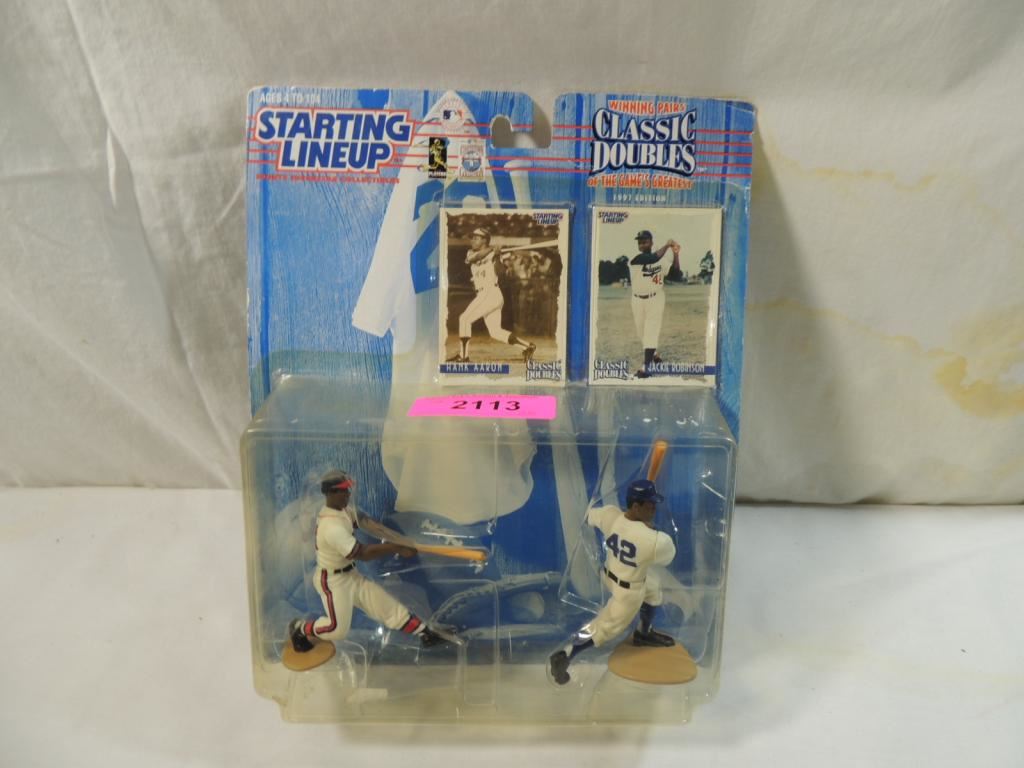 AGES 4 TO 104
STARTING
LINEUP
WINNING PAIRS
CLASSIC
DOUBLES
OF THE GAME'S GREATEST
1997 EDITION
STARTING
LINEUP
44
HANK AARON
CLASSIC
DOUBLES
STARTING
LINEUP
CLASSIC
DOUBLES
JACKIE ROBINSON
2113
42